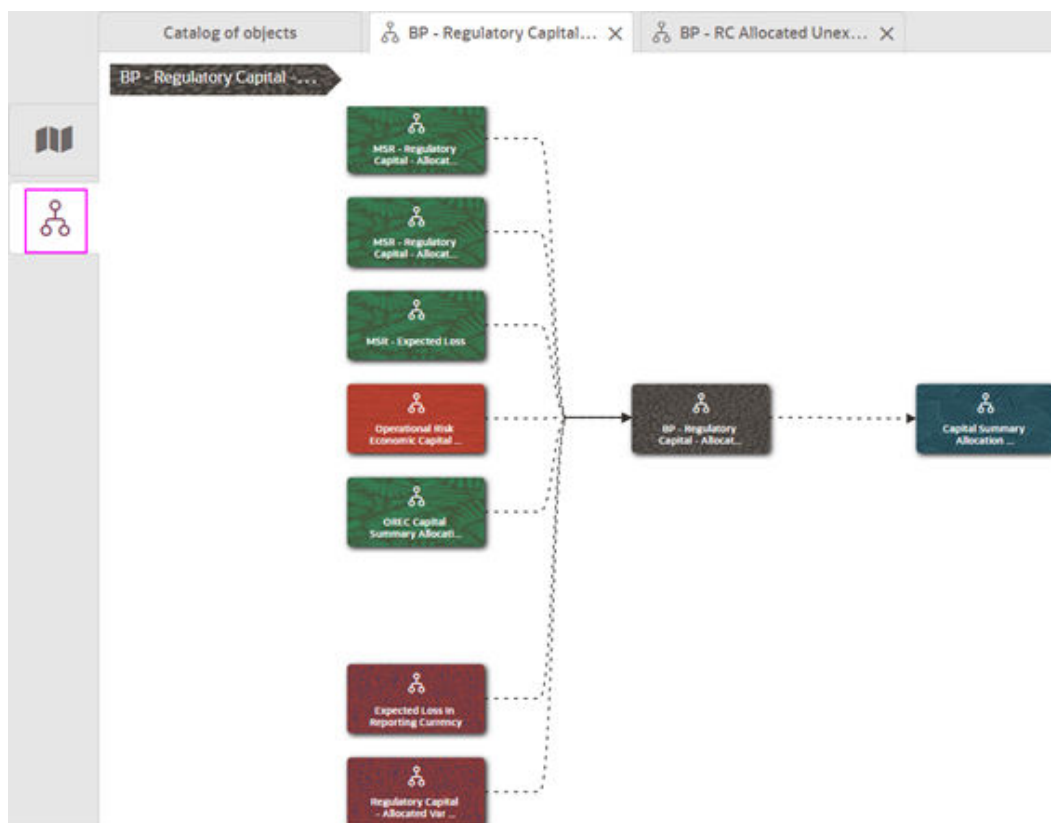 Catalog of objects
BP - Regulatory Capital...
BP - RC Allocated Unex...
BP - Regulatory Capital -...
MSR - Regulatory
Capital - Allocat...
MSR - Regulatory
Capital - Allocat...
MSR - Expected Loss
Operational Risk
Economic Capital ...
BP - Regulatory
Capital - Allocat...
Capital Summary
Allocation ...
OREC Capital
Summary Allocati...
Expected Loss in
Reporting Currency
Regulatory Capital
- Allocated Var ...